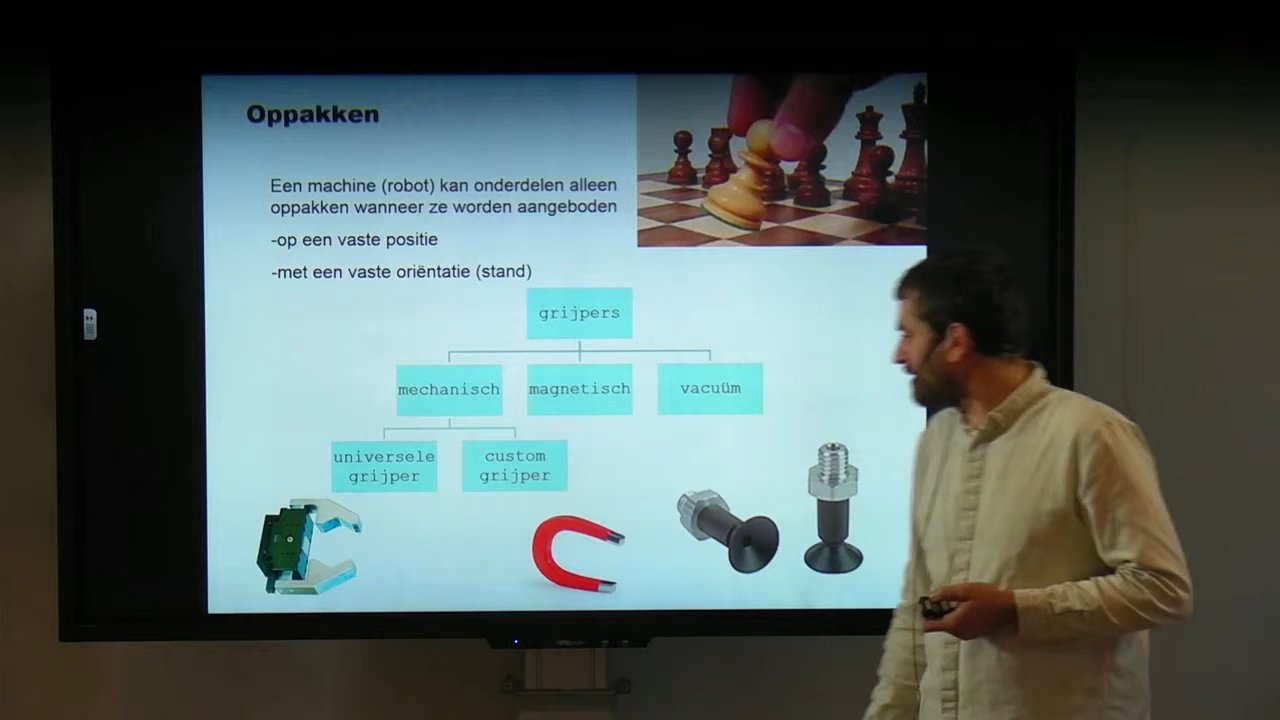 Oppakken
Een machine (robot) kan onderdelen alleen
oppakken wanneer ze worden aangeboden
-op een vaste positie
-met een vaste oriëntatie (stand)
grijpers
mechanisch
magnetisch
vacuüm
universele
grijper
custom
grijper